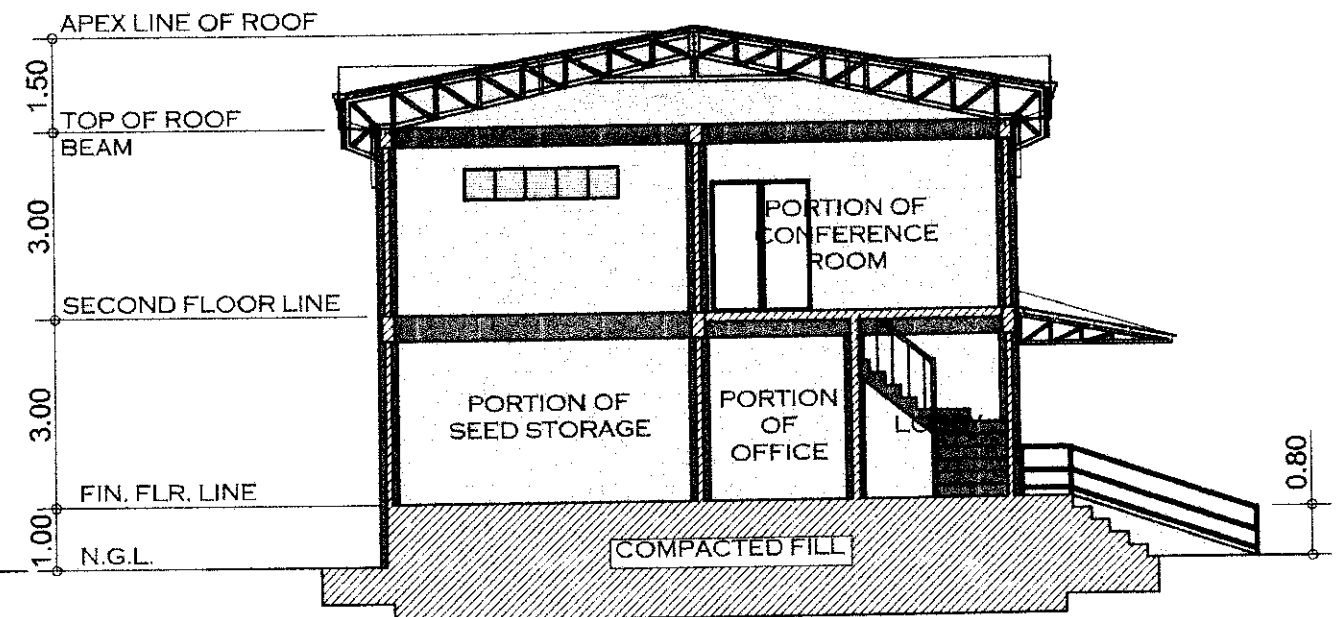 APEX LINE OF ROOF
1.50
TOP OF ROOF
BEAM
3.00
PORTION OF
CONFERENCE
ROOM
SECOND FLOOR LINE
3.00
PORTION OF
SEED STORAGE
PORTION
OF
OFFICE
FIN. FLR. LINE
0.80
1.00
N.G.L.
COMPACTED FILL